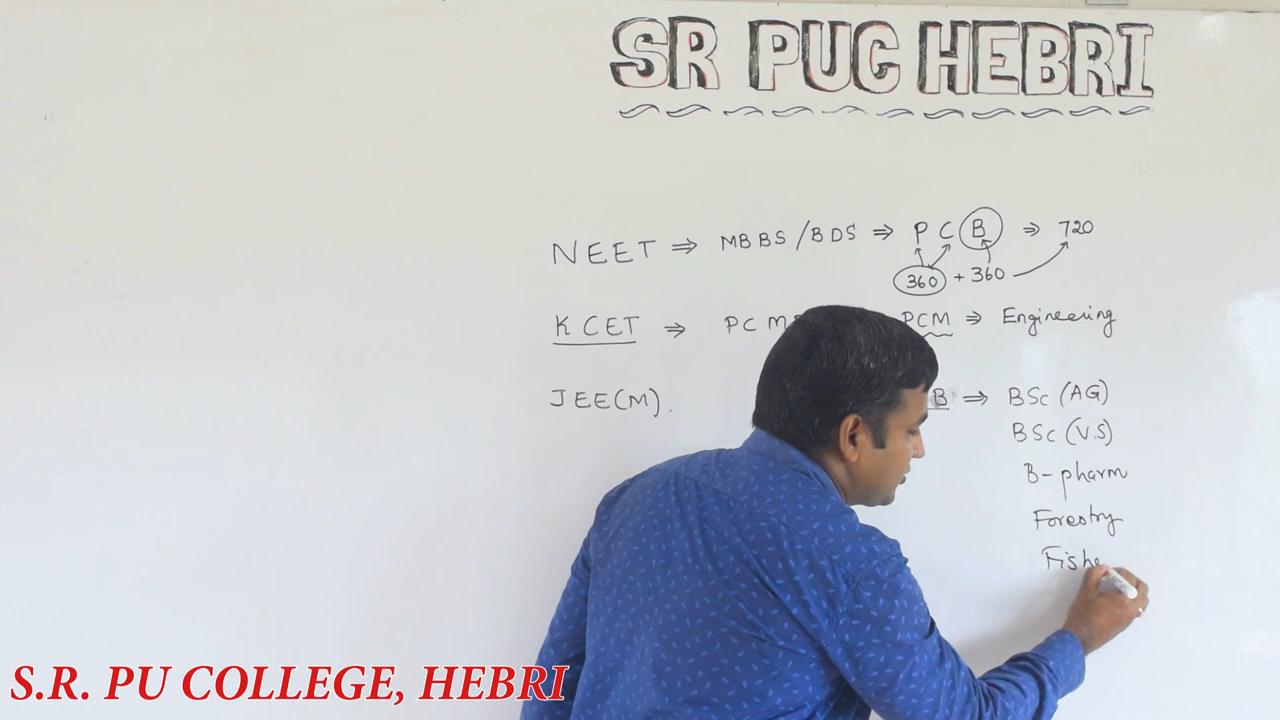 SR PUC HEBRI
NEET ⇒ MBBS/BDS ⇒ P C B ⇒ 720
360 + 360
KCET ⇒ PCM PCM ⇒ Engineering
JEE(M). B ⇒ BSc (AG)
BSc (V.S)
B-pharm
Forestry
Fishe
S.R. PU COLLEGE, HEBRI